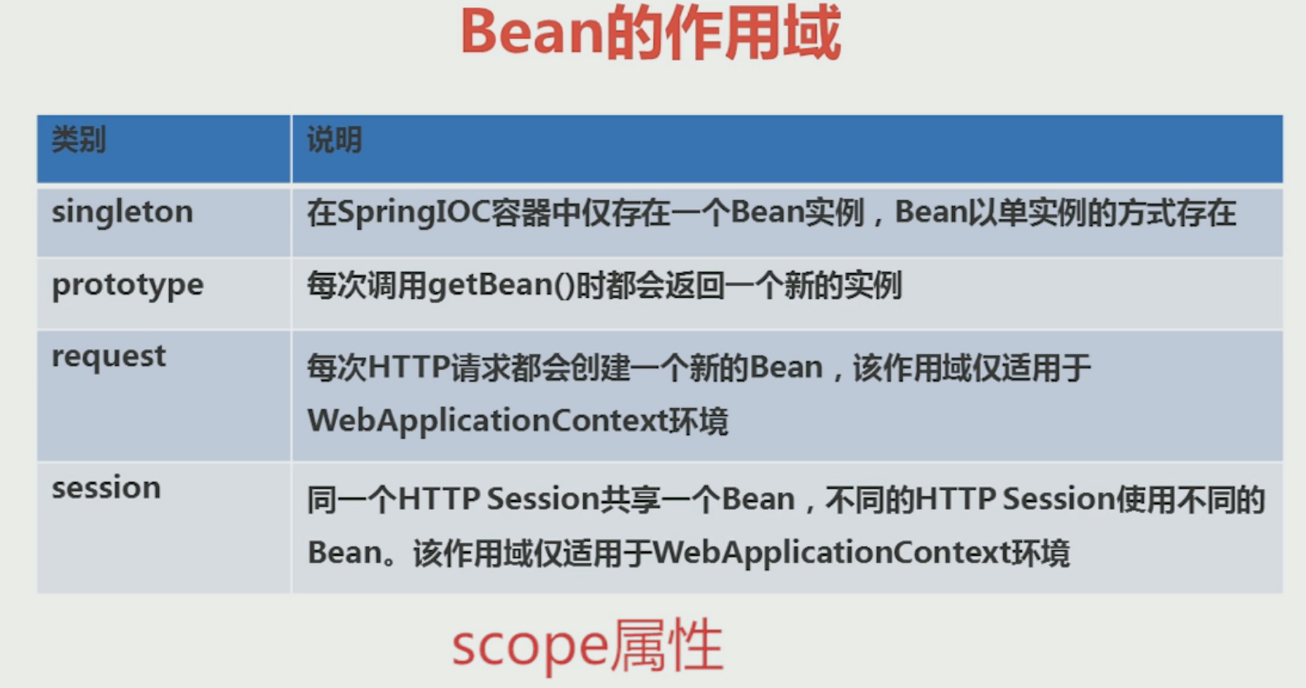 Bean的作用域
类别 说明
singleton 在SpringIOC容器中仅存在一个Bean实例，Bean以单实例的方式存在
prototype 每次调用getBean()时都会返回一个新的实例
request 每次HTTP请求都会创建一个新的Bean，该作用域仅适用于
WebApplicationContext环境
session 同一个HTTP Session共享一个Bean，不同的HTTP Session使用不同的
Bean。该作用域仅适用于WebApplicationContext环境
scope属性